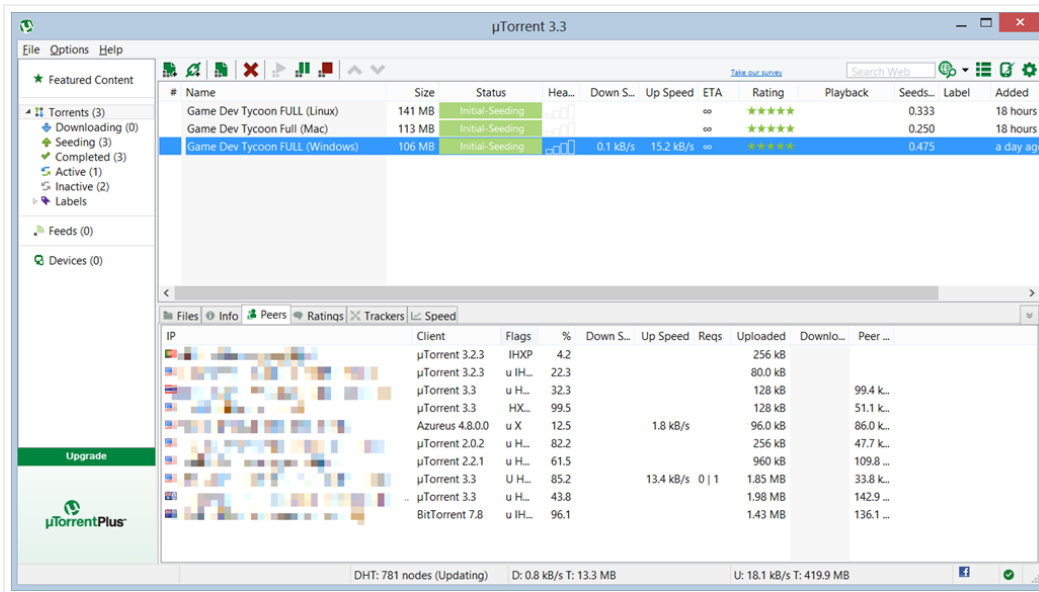 µTorrent 3.3
File Options Help
Featured Content
Take our survey
Search Web
# Name Size Status Hea... Down S... Up Speed ETA Rating Playback Seeds... Label Added
Torrents (3)
Downloading (0)
Seeding (3)
Completed (3)
Active (1)
Inactive (2)
Labels
Feeds (0)
Devices (0)
Game Dev Tycoon FULL (Linux) 141 MB Initial-Seeding ∞ 0.333 18 hours
Game Dev Tycoon Full (Mac) 113 MB Initial-Seeding ∞ 0.250 18 hours
Game Dev Tycoon FULL (Windows) 106 MB Initial-Seeding 0.1 kB/s 15.2 kB/s ∞ 0.475 a day ago
Files Info Peers Ratings Trackers Speed
IP Client Flags % Down S... Up Speed Reqs Uploaded Downlo... Peer ...
µTorrent 3.2.3 IHXP 4.2 256 kB
µTorrent 3.2.3 u IH... 22.3 80.0 kB
µTorrent 3.3 u H... 32.3 128 kB 99.4 k...
µTorrent 3.3 HX... 99.5 128 kB 51.1 k...
Azureus 4.8.0.0 u X 12.5 1.8 kB/s 96.0 kB 86.0 k...
µTorrent 2.0.2 u H... 82.2 256 kB 47.7 k...
µTorrent 2.2.1 u H... 61.5 960 kB 109.8 ...
µTorrent 3.3 U H... 85.2 13.4 kB/s 0 | 1 1.85 MB 33.8 k...
.. µTorrent 3.3 u H... 43.8 1.98 MB 142.9 ...
BitTorrent 7.8 u IH... 96.1 1.43 MB 136.1 ...
Upgrade
µTorrentPlus
DHT: 781 nodes (Updating) D: 0.8 kB/s T: 13.3 MB U: 18.1 kB/s T: 419.9 MB